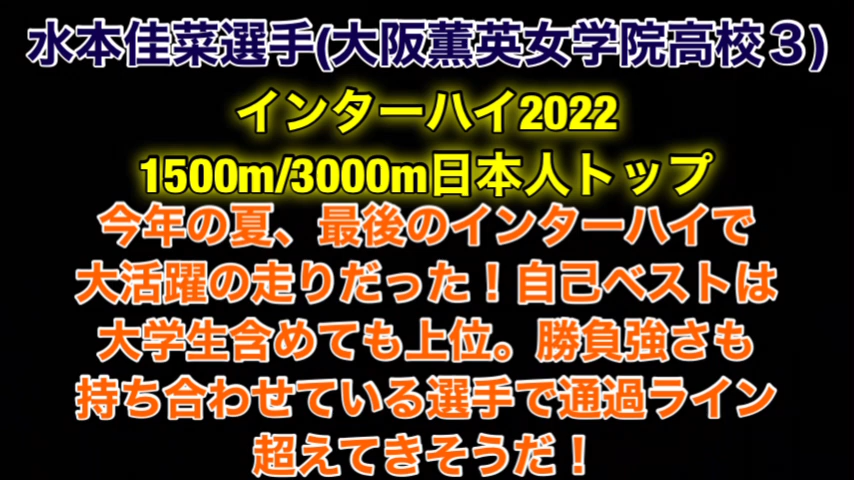 水本佳菜選手(大阪薫英女学院高校３)
インターハイ2022
1500m/3000m日本人トップ
今年の夏、最後のインターハイで
大活躍の走りだった！自己ベストは
大学生含めても上位。勝負強さも
持ち合わせている選手で通過ライン
超えてきそうだ！